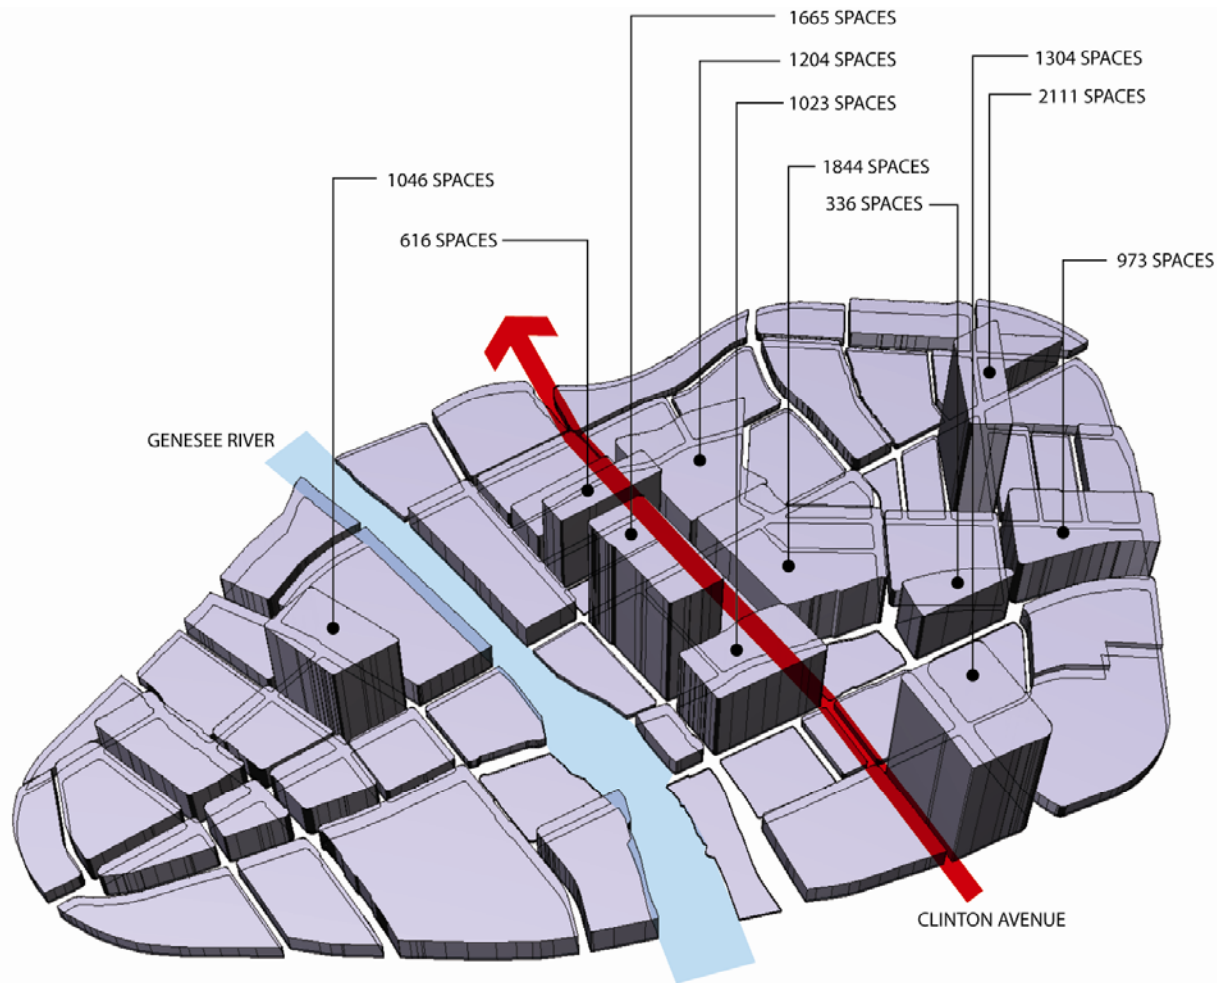 1665 SPACES
1204 SPACES
1304 SPACES
2111 SPACES
1023 SPACES
1844 SPACES
1046 SPACES
336 SPACES
616 SPACES
973 SPACES
GENESEE RIVER
CLINTON AVENUE